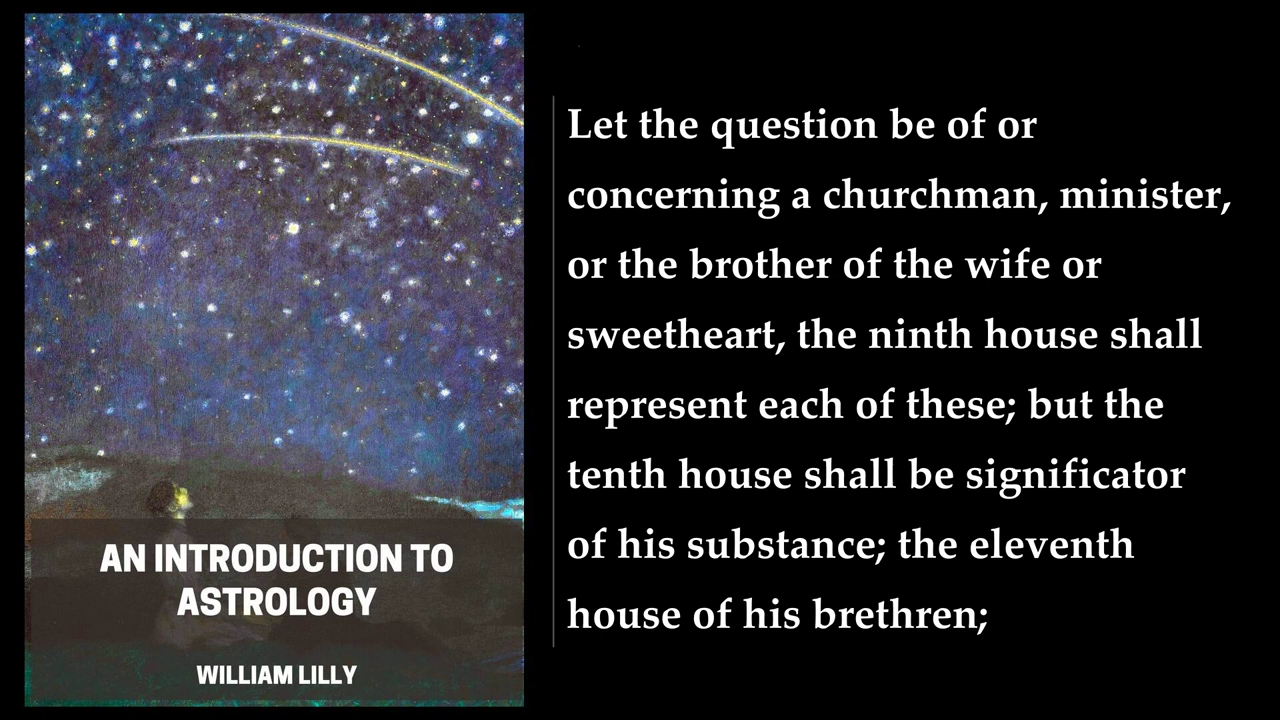 AN INTRODUCTION TO
ASTROLOGY
WILLIAM LILLY
Let the question be of or
concerning a churchman, minister,
or the brother of the wife or
sweetheart, the ninth house shall
represent each of these; but the
tenth house shall be significator
of his substance; the eleventh
house of his brethren;